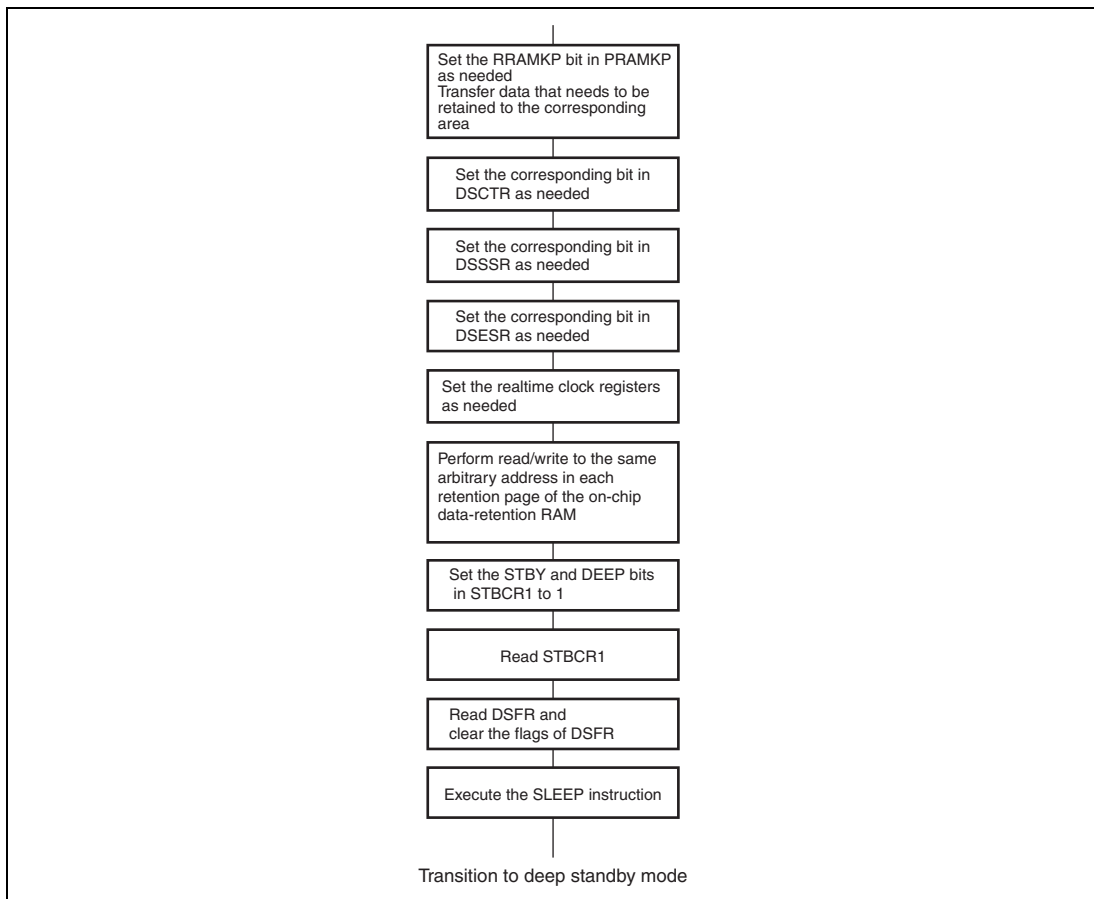 Set the RRAMKP bit in PRAMKP
as needed
Transfer data that needs to be
retained to the corresponding
area
Set the corresponding bit in
DSCTR as needed
Set the corresponding bit in
DSSSR as needed
Set the corresponding bit in
DSESR as needed
Set the realtime clock registers
as needed
Perform read/write to the same
arbitrary address in each
retention page of the on-chip
data-retention RAM
Set the STBY and DEEP bits
in STBCR1 to 1
Read STBCR1
Read DSFR and
clear the flags of DSFR
Execute the SLEEP instruction
Transition to deep standby mode